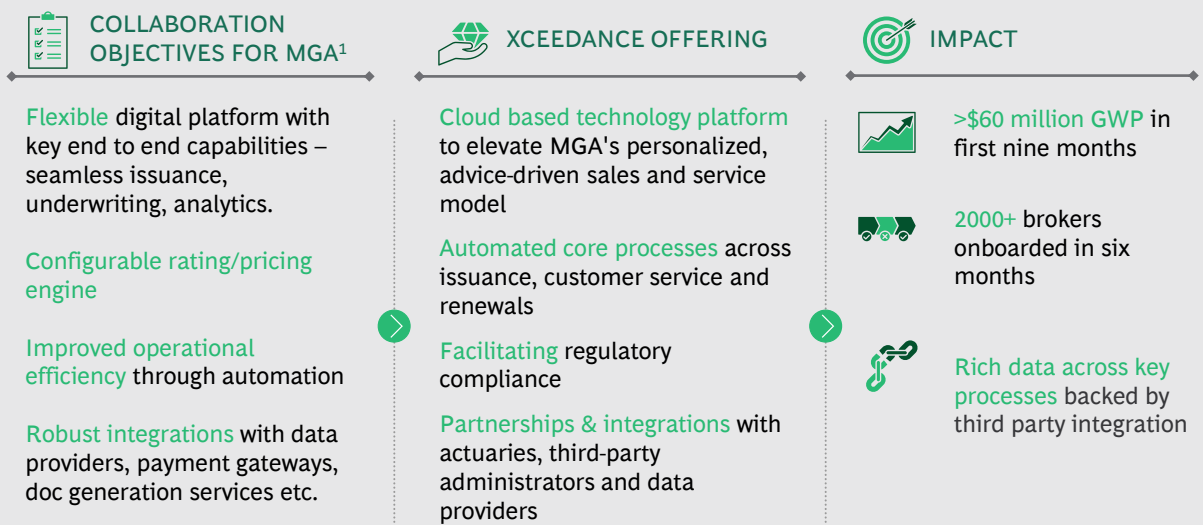 COLLABORATION
OBJECTIVES FOR MGA¹
Flexible digital platform with
key end to end capabilities –
seamless issuance,
underwriting, analytics.
Configurable rating/pricing
engine
Improved operational
efficiency through automation
Robust integrations with data
providers, payment gateways,
doc generation services etc.
XCEEDANCE OFFERING
Cloud based technology platform
to elevate MGA's personalized,
advice-driven sales and service
model
Automated core processes across
issuance, customer service and
renewals
Facilitating regulatory
compliance
Partnerships & integrations with
actuaries, third-party
administrators and data
providers
IMPACT
>$60 million GWP in
first nine months
2000+ brokers
onboarded in six
months
Rich data across key
processes backed by
third party integration